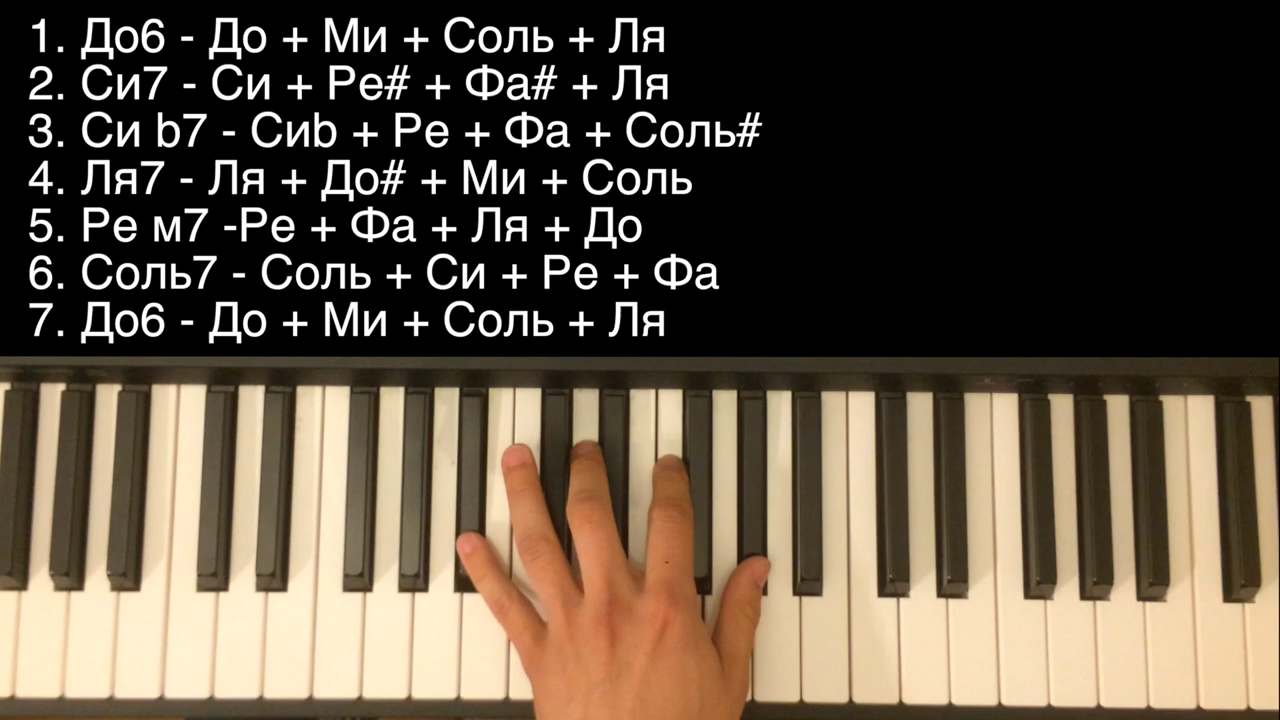 1. До6 - До + Ми + Соль + Ля
2. Си7 - Си + Ре# + Фа# + Ля
3. Си b7 - Сиb + Ре + Фа + Соль#
4. Ля7 - Ля + До# + Ми + Соль
5. Ре м7 -Ре + Фа + Ля + До
6. Соль7 - Соль + Си + Ре + Фа
7. До6 - До + Ми + Соль + Ля